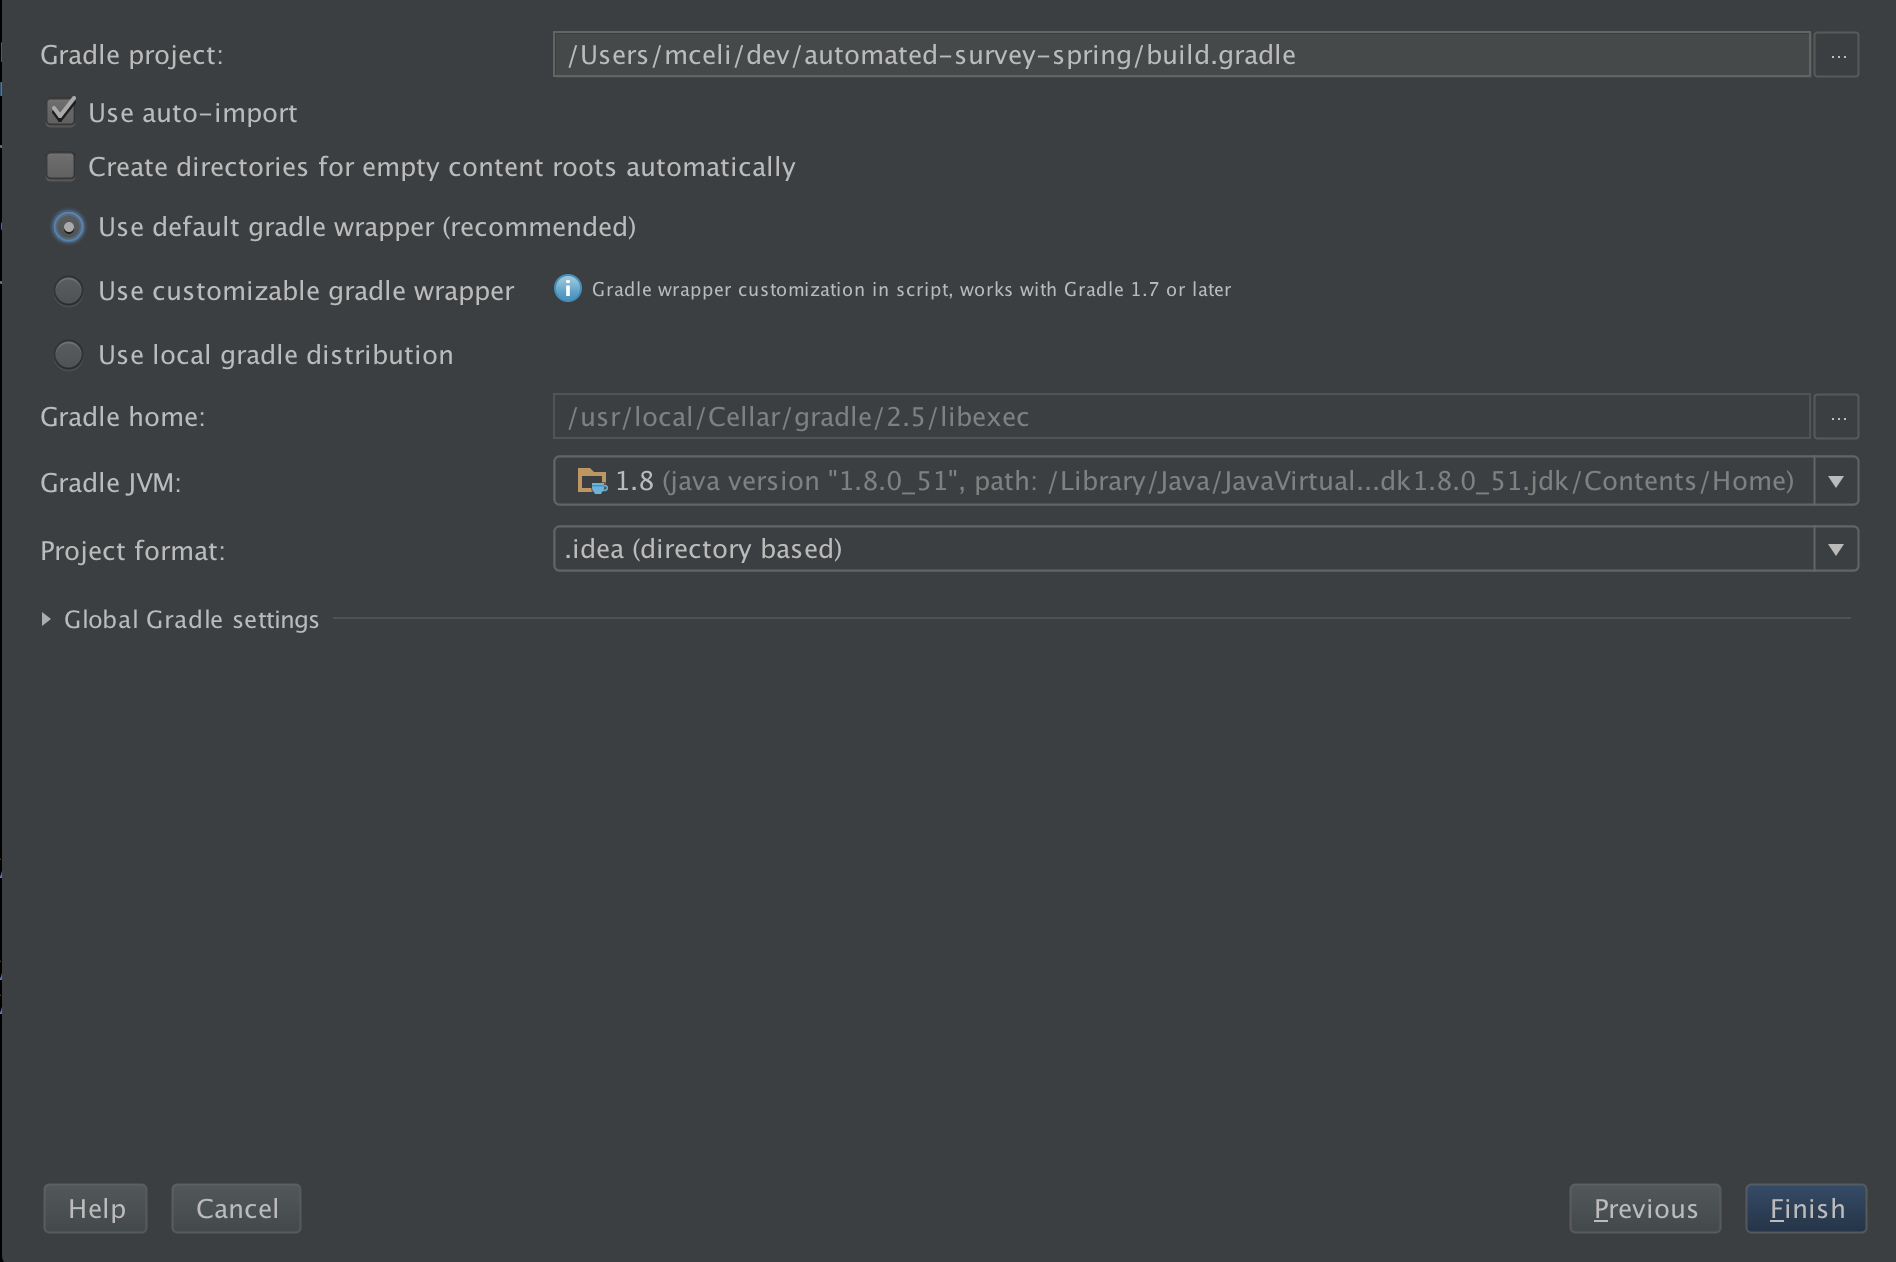 Gradle project: /Users/mceli/dev/automated-survey-spring/build.gradle ...
Use auto-import
Create directories for empty content roots automatically
Use default gradle wrapper (recommended)
Use customizable gradle wrapper Gradle wrapper customization in script, works with Gradle 1.7 or later
Use local gradle distribution
Gradle home: /usr/local/Cellar/gradle/2.5/libexec ...
Gradle JVM: 1.8 (java version "1.8.0_51", path: /Library/Java/JavaVirtual...dk1.8.0_51.jdk/Contents/Home)
Project format: .idea (directory based)
Global Gradle settings
Help Cancel Previous Finish